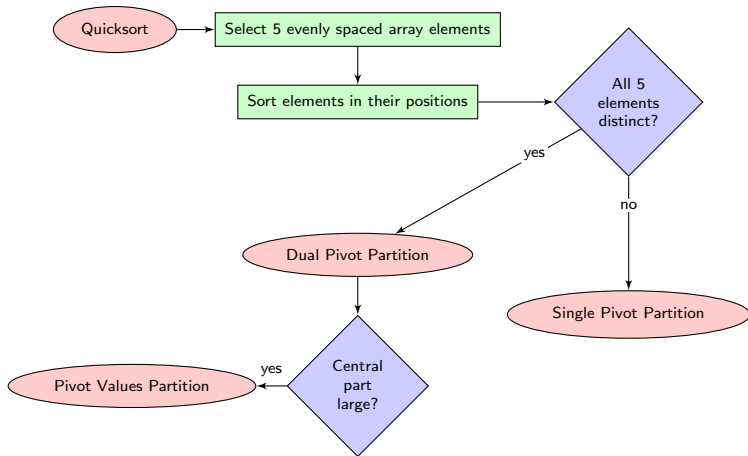 Quicksort
Select 5 evenly spaced array elements
Sort elements in their positions
All 5
elements
distinct?
yes
no
Dual Pivot Partition
Single Pivot Partition
Central
part
large?
yes
Pivot Values Partition